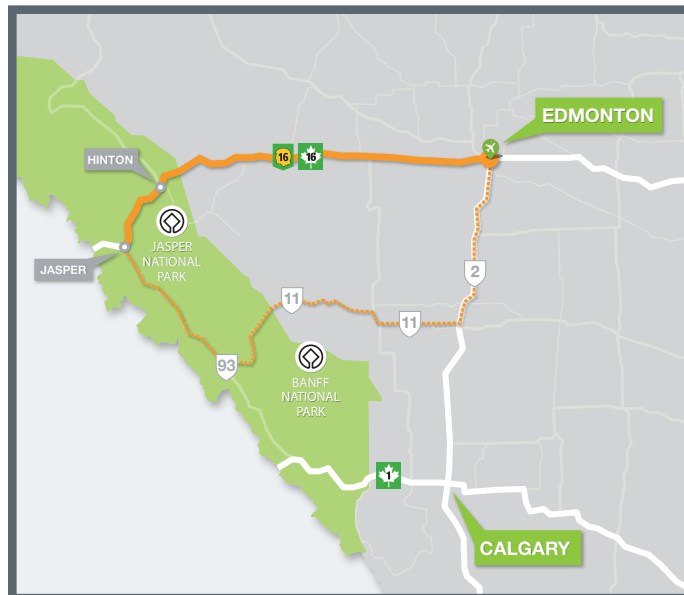 EDMONTON
16
16
HINTON
JASPER
NATIONAL
PARK
JASPER
2
11
11
93
BANFF
NATIONAL
PARK
1
CALGARY